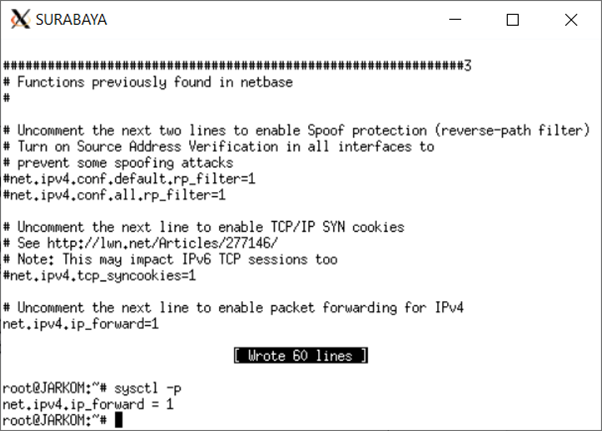 SURABAYA
###############################################################3
# Functions previously found in netbase
#
# Uncomment the next two lines to enable Spoof protection (reverse-path filter)
# Turn on Source Address Verification in all interfaces to
# prevent some spoofing attacks
#net.ipv4.conf.default.rp_filter=1
#net.ipv4.conf.all.rp_filter=1
# Uncomment the next line to enable TCP/IP SYN cookies
# See http://lwn.net/Articles/277146/
# Note: This may impact IPv6 TCP sessions too
#net.ipv4.tcp_syncookies=1
# Uncomment the next line to enable packet forwarding for IPv4
net.ipv4.ip_forward=1
[ Wrote 60 lines ]
root@JARKOM:~# sysctl -p
net.ipv4.ip_forward = 1
root@JARKOM:~#